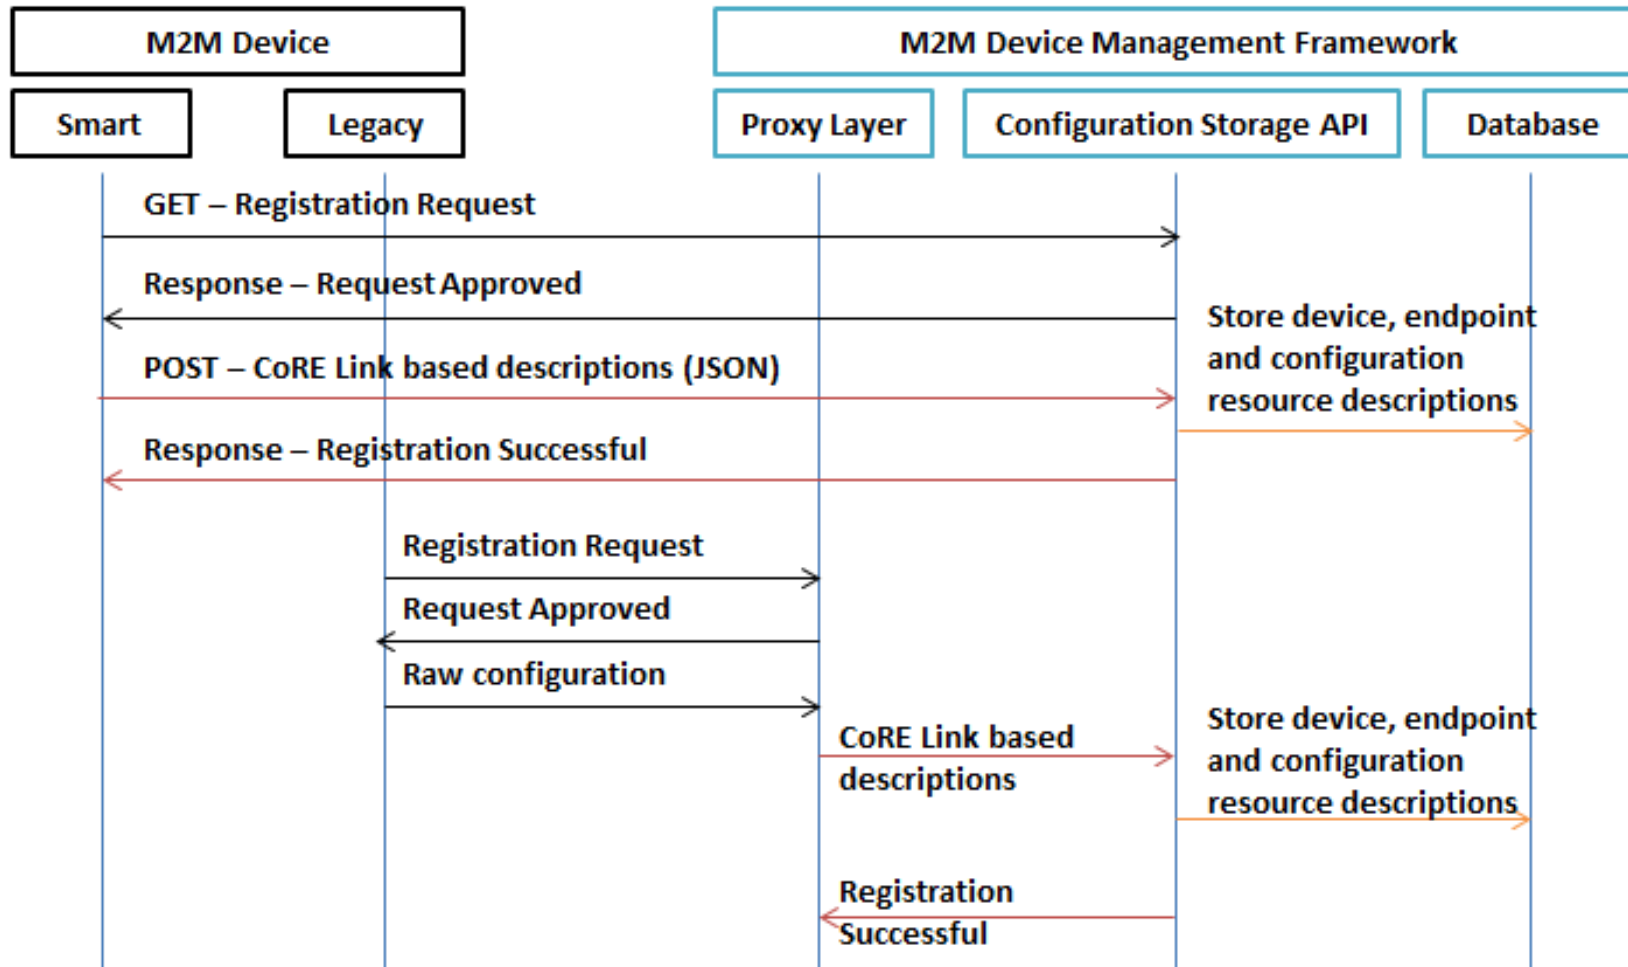 M2M Device
M2M Device Management Framework
Smart
Legacy
Proxy Layer
Configuration Storage API
Database
GET – Registration Request
Response – Request Approved
Store device, endpoint
and configuration
resource descriptions
POST – CoRE Link based descriptions (JSON)
Response – Registration Successful
Registration Request
Request Approved
Raw configuration
CoRE Link based
descriptions
Store device, endpoint
and configuration
resource descriptions
Registration
Successful